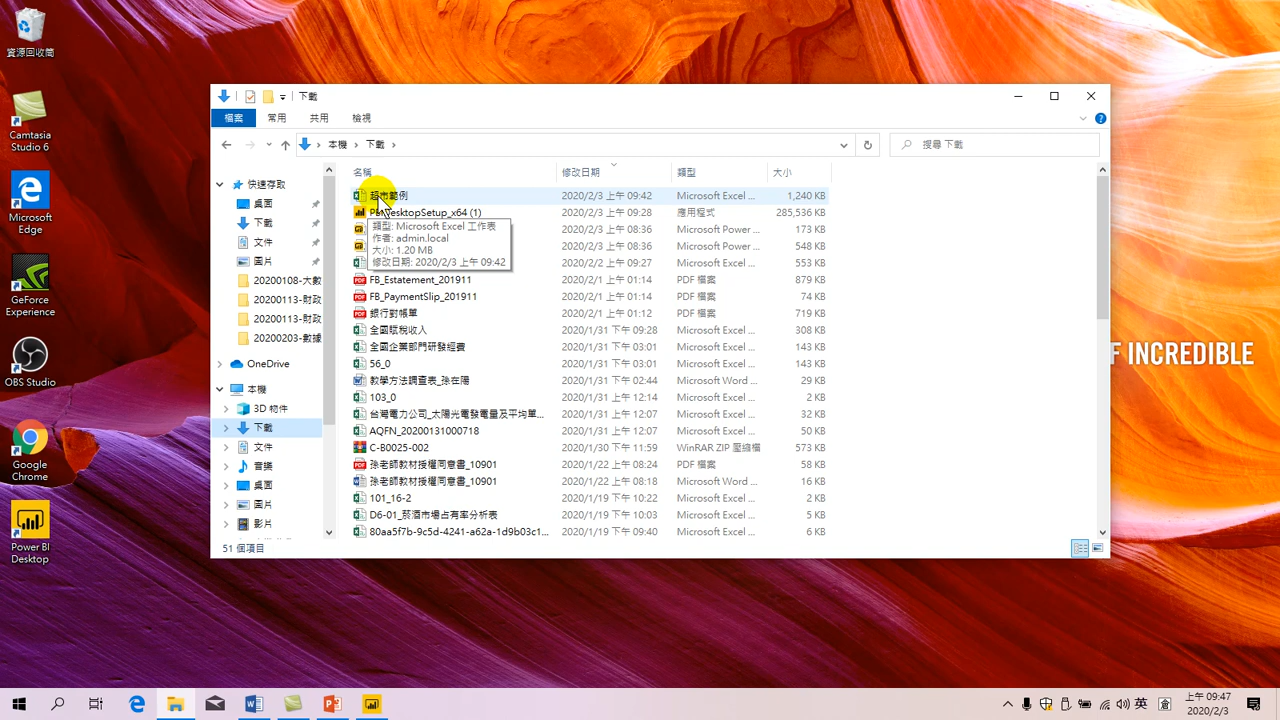 資源回收筒
Camtasia
Studio 6
Microsoft
Edge
GeForce
Experience
OBS Studio
Google
Chrome
Power BI
Desktop
下載
檔案 常用 共用 檢視
本機 下載 搜尋 下載
名稱 修改日期 類型 大小
快速存取
桌面
下載
文件
圖片
20200108-大數
20200113-財政
20200113-財政
20200203-數據
OneDrive
本機
3D 物件
下載
文件
音樂
桌面
圖片
影片
超市範例 2020/2/3 上午 09:42 Microsoft Excel ... 1,240 KB
PBIDesktopSetup_x64 (1) 2020/2/3 上午 09:28 應用程式 285,536 KB
2020/2/3 上午 08:36 Microsoft Power ... 173 KB
2020/2/3 上午 08:36 Microsoft Power ... 548 KB
2020/2/2 上午 09:27 Microsoft Excel ... 553 KB
類型: Microsoft Excel 工作表
作者: admin.local
大小: 1.20 MB
修改日期: 2020/2/3 上午 09:42
FB_Estatement_201911 2020/2/1 上午 01:14 PDF 檔案 879 KB
FB_PaymentSlip_201911 2020/2/1 上午 01:14 PDF 檔案 74 KB
銀行對帳單 2020/2/1 上午 01:12 PDF 檔案 719 KB
全國賦稅收入 2020/1/31 下午 09:28 Microsoft Excel ... 308 KB
全國企業部門研發經費 2020/1/31 下午 03:01 Microsoft Excel ... 143 KB
56_0 2020/1/31 下午 03:01 Microsoft Excel ... 143 KB
教學方法調查表_孫在陽 2020/1/31 下午 02:44 Microsoft Word ... 29 KB
103_0 2020/1/31 上午 12:14 Microsoft Excel ... 2 KB
台灣電力公司_太陽光電發電量及平均單... 2020/1/31 上午 12:07 Microsoft Excel ... 32 KB
AQFN_20200131000718 2020/1/31 上午 12:07 Microsoft Excel ... 50 KB
C-B0025-002 2020/1/30 下午 11:59 WinRAR ZIP 壓縮檔 573 KB
孫老師教材授權同意書_10901 2020/1/22 上午 08:24 PDF 檔案 58 KB
孫老師教材授權同意書_10901 2020/1/22 上午 08:18 Microsoft Word ... 16 KB
101_16-2 2020/1/19 下午 10:22 Microsoft Excel ... 2 KB
D6-01_菸酒市場占有率分析表 2020/1/19 下午 10:03 Microsoft Excel ... 5 KB
80aa5f7b-9c5d-4241-a62a-1d9b03c1... 2020/1/19 上午 09:40 Microsoft Excel ... 6 KB
51 個項目
F INCREDIBLE
英
上午 09:47
2020/2/3